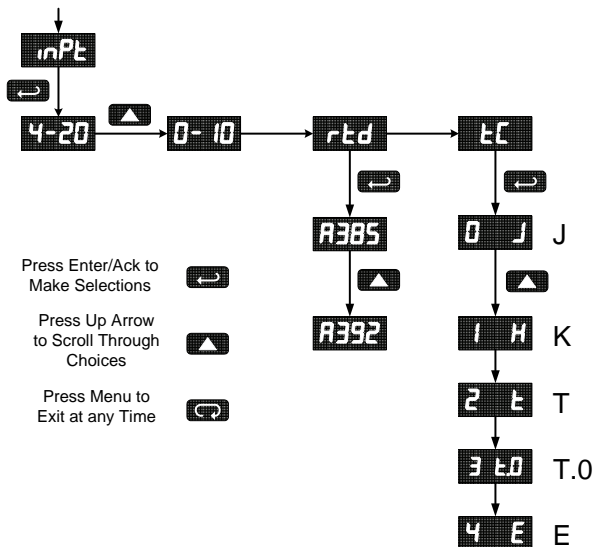 inPt
4-20
0-10
rtd
tC
A385
0 J
J
Press Enter/Ack to
Make Selections
Press Up Arrow
to Scroll Through
Choices
A392
1 H
K
Press Menu to
Exit at any Time
2 t
T
3 t.0
T.0
4 E
E